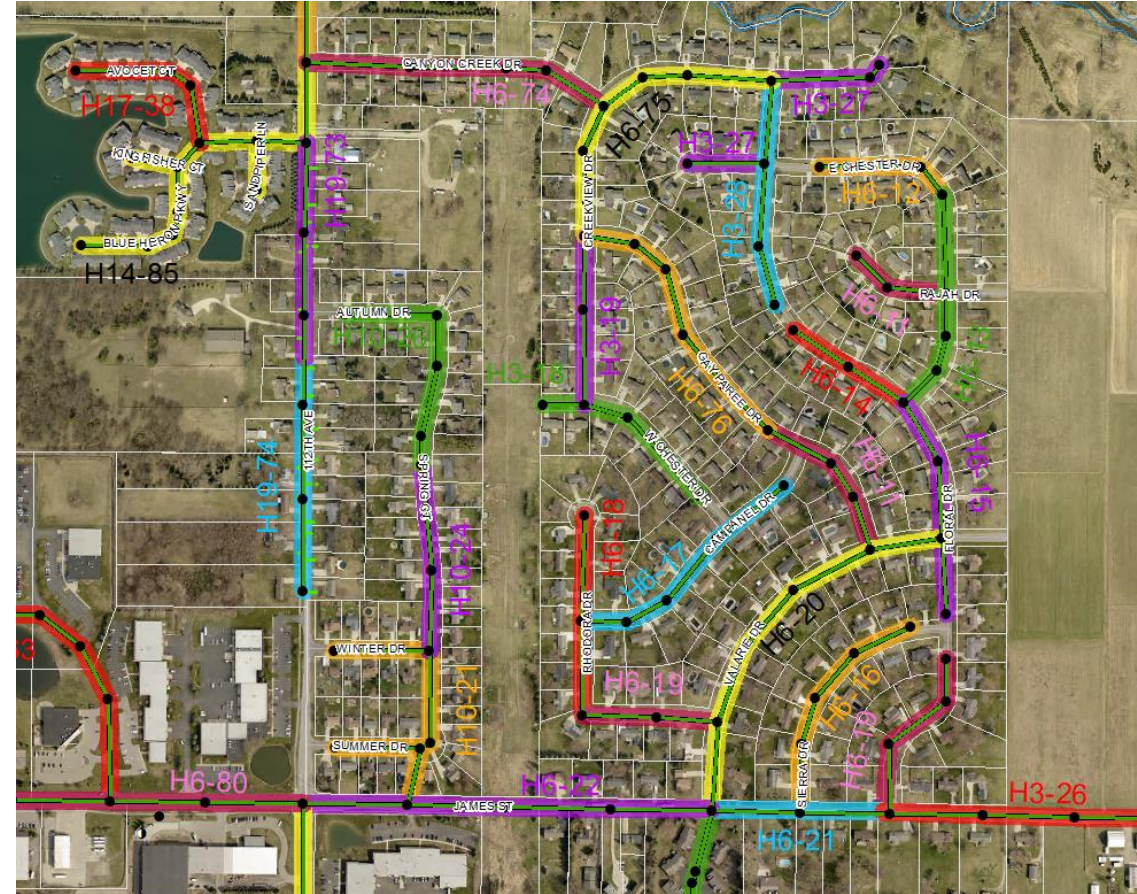 AVOCET CT
H17-38
CANYON CREEK DR
H6-74
H6-75
H3-27
KINGFISHER CT
SANDPIPER LN
H19-73
H3-27
E CHESTER DR
H6-12
CREEKVIEW DR
H3-28
BLUE HERON PKWY
H14-85
RAJAH DR
AUTUMN DR
H3-19
H6-14
H3-18
GAY PAREE DR
H6-76
112TH AVE
H19-74
SPRING CT
W CHESTER DR
H6-11
H6-15
FLORAL DR
CAMPANEL DR
H6-18
H6-17
H10-24
RHODORA DR
VALARIE DR
H6-20
WINTER DR
H10-21
H6-19
H6-16
SUMMER DR
SIERRA DR
H6-19
H6-80
JAMES ST
H6-22
H6-21
H3-26